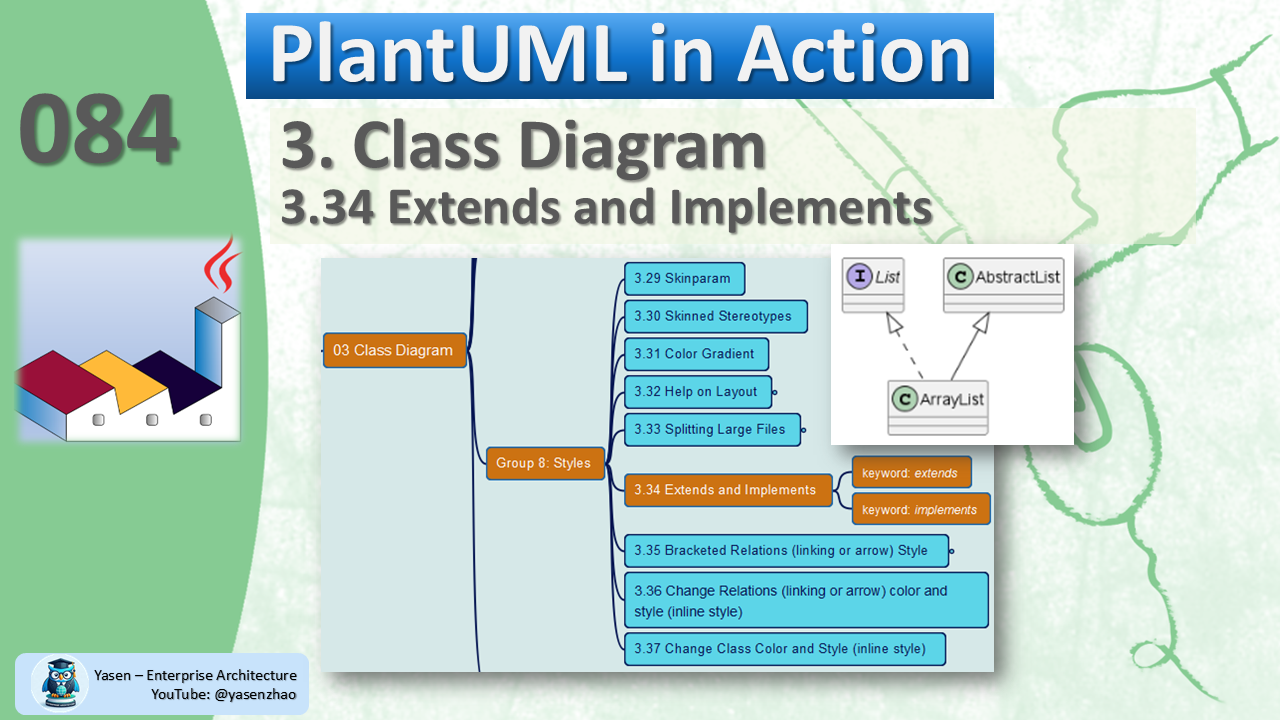 PlantUML in Action
084
3. Class Diagram
3.34 Extends and Implements
03 Class Diagram
Group 8: Styles
3.29 Skinparam
3.30 Skinned Stereotypes
3.31 Color Gradient
3.32 Help on Layout
3.33 Splitting Large Files
3.34 Extends and Implements
keyword: extends
keyword: implements
3.35 Bracketed Relations (linking or arrow) Style
3.36 Change Relations (linking or arrow) color and
style (inline style)
3.37 Change Class Color and Style (inline style)
I List
C AbstractList
C ArrayList
Yasen – Enterprise Architecture
YouTube: @yasenzhao